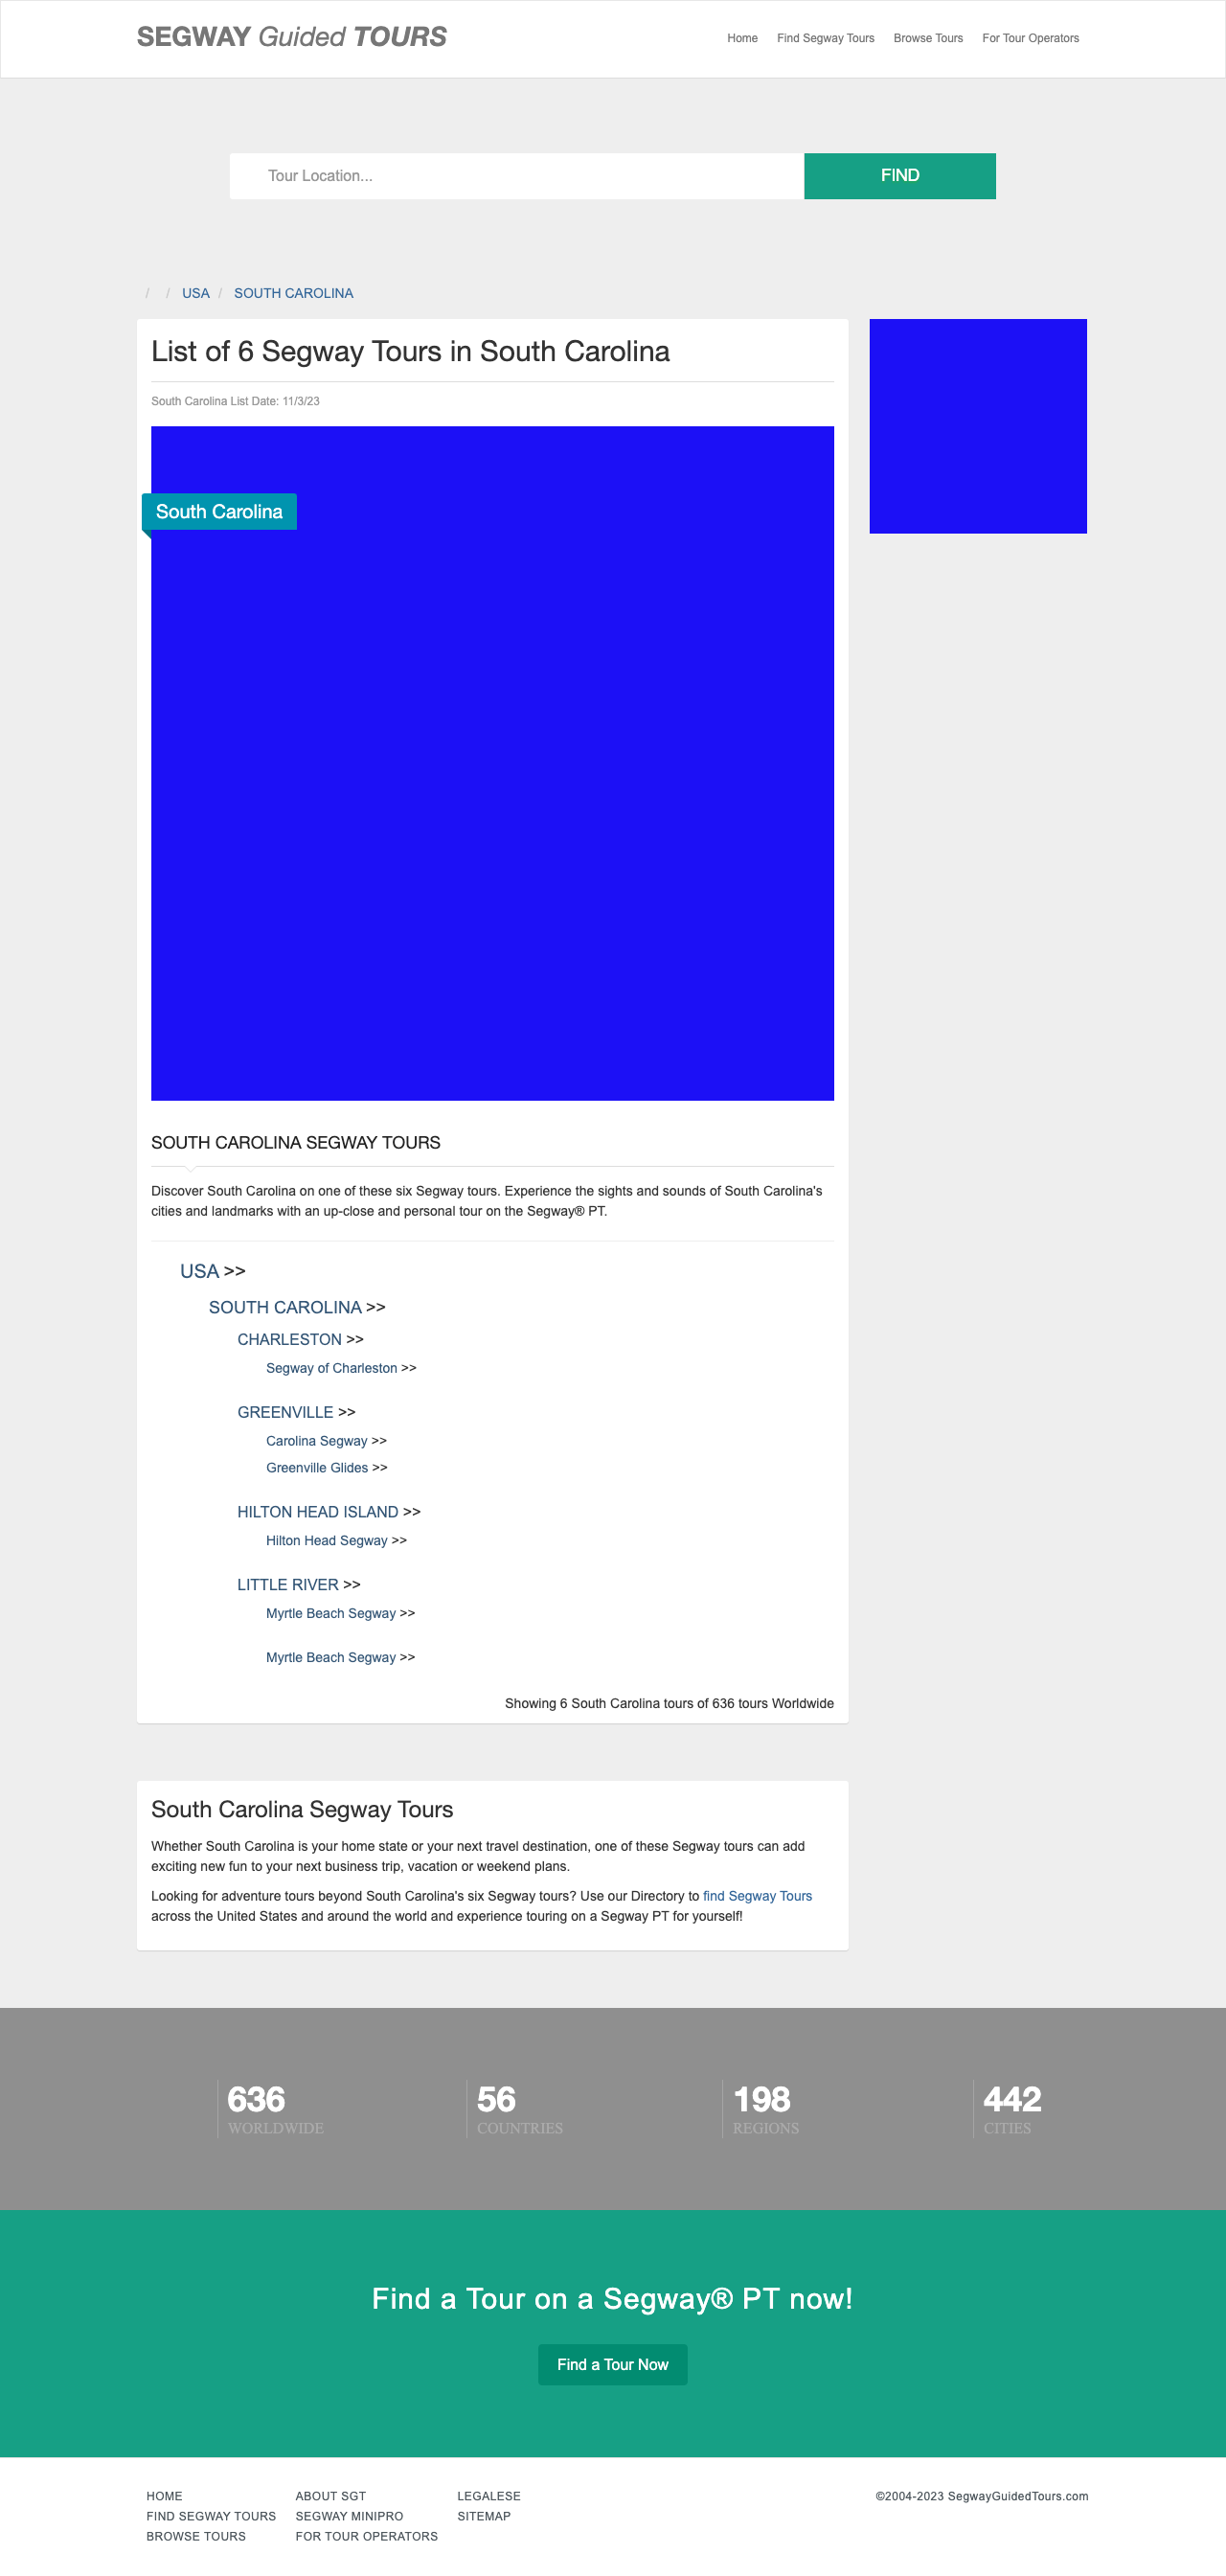 SEGWAY Guided TOURS
Home Find Segway Tours Browse Tours For Tour Operators
Tour Location...
FIND
/ / USA / SOUTH CAROLINA
List of 6 Segway Tours in South Carolina
South Carolina List Date: 11/3/23
South Carolina
SOUTH CAROLINA SEGWAY TOURS
Discover South Carolina on one of these six Segway tours. Experience the sights and sounds of South Carolina's
cities and landmarks with an up-close and personal tour on the Segway® PT.
USA >>
SOUTH CAROLINA >>
CHARLESTON >>
Segway of Charleston >>
GREENVILLE >>
Carolina Segway >>
Greenville Glides >>
HILTON HEAD ISLAND >>
Hilton Head Segway >>
LITTLE RIVER >>
Myrtle Beach Segway >>
Myrtle Beach Segway >>
Showing 6 South Carolina tours of 636 tours Worldwide
South Carolina Segway Tours
Whether South Carolina is your home state or your next travel destination, one of these Segway tours can add
exciting new fun to your next business trip, vacation or weekend plans.
Looking for adventure tours beyond South Carolina's six Segway tours? Use our Directory to find Segway Tours
across the United States and around the world and experience touring on a Segway PT for yourself!
636
WORLDWIDE
56
COUNTRIES
198
REGIONS
442
CITIES
Find a Tour on a Segway® PT now!
Find a Tour Now
HOME
FIND SEGWAY TOURS
BROWSE TOURS
ABOUT SGT
SEGWAY MINIPRO
FOR TOUR OPERATORS
LEGALESE
SITEMAP
©2004-2023 SegwayGuidedTours.com